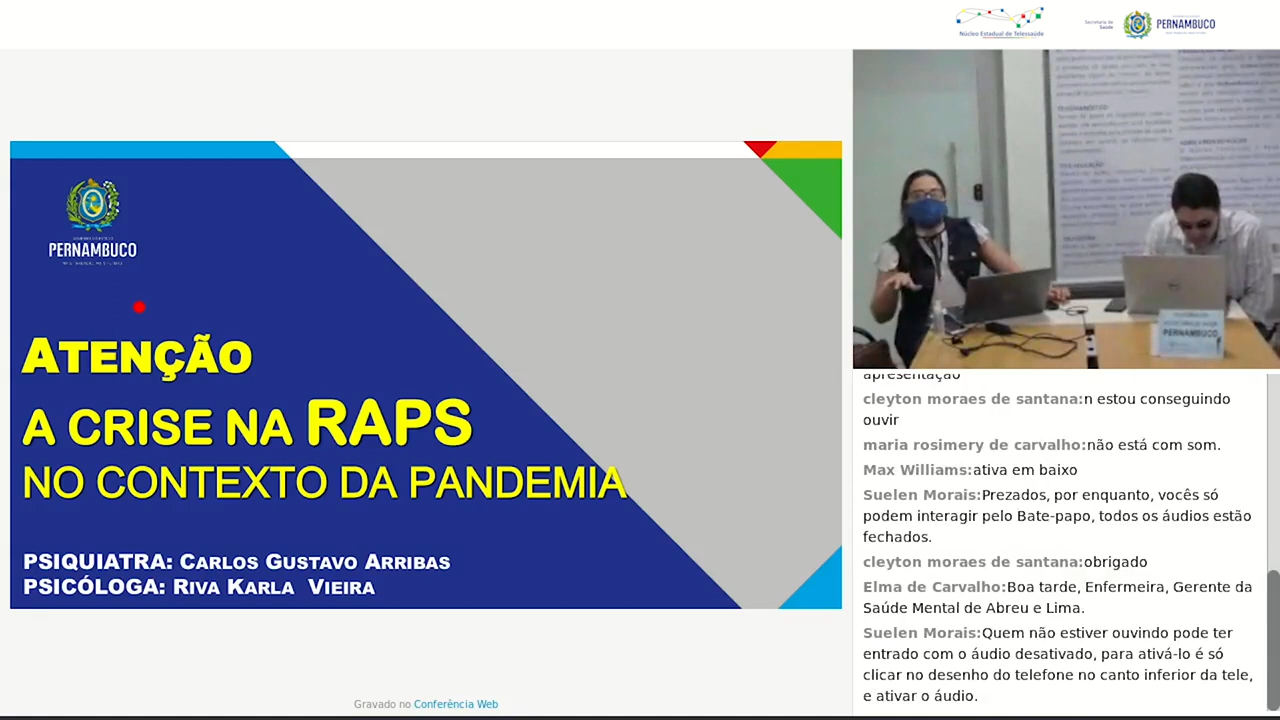 Núcleo Estadual de Telessaúde
Secretaria de
Saúde
PERNAMBUCO
PERNAMBUCO
ATENÇÃO
A CRISE NA RAPS
NO CONTEXTO DA PANDEMIA
PSIQUIATRA: CARLOS GUSTAVO ARRIBAS
PSICÓLOGA: RIVA KARLA VIEIRA
PERNAMBUCO
apresentação
cleyton moraes de santana:n estou conseguindo
ouvir
maria rosimery de carvalho:não está com som.
Max Williams:ativa em baixo
Suelen Morais:Prezados, por enquanto, vocês só
podem interagir pelo Bate-papo, todos os áudios estão
fechados.
cleyton moraes de santana:obrigado
Elma de Carvalho:Boa tarde, Enfermeira, Gerente da
Saúde Mental de Abreu e Lima.
Suelen Morais:Quem não estiver ouvindo pode ter
entrado com o áudio desativado, para ativá-lo é só
clicar no desenho do telefone no canto inferior da tele,
e ativar o áudio.
Gravado no Conferência Web